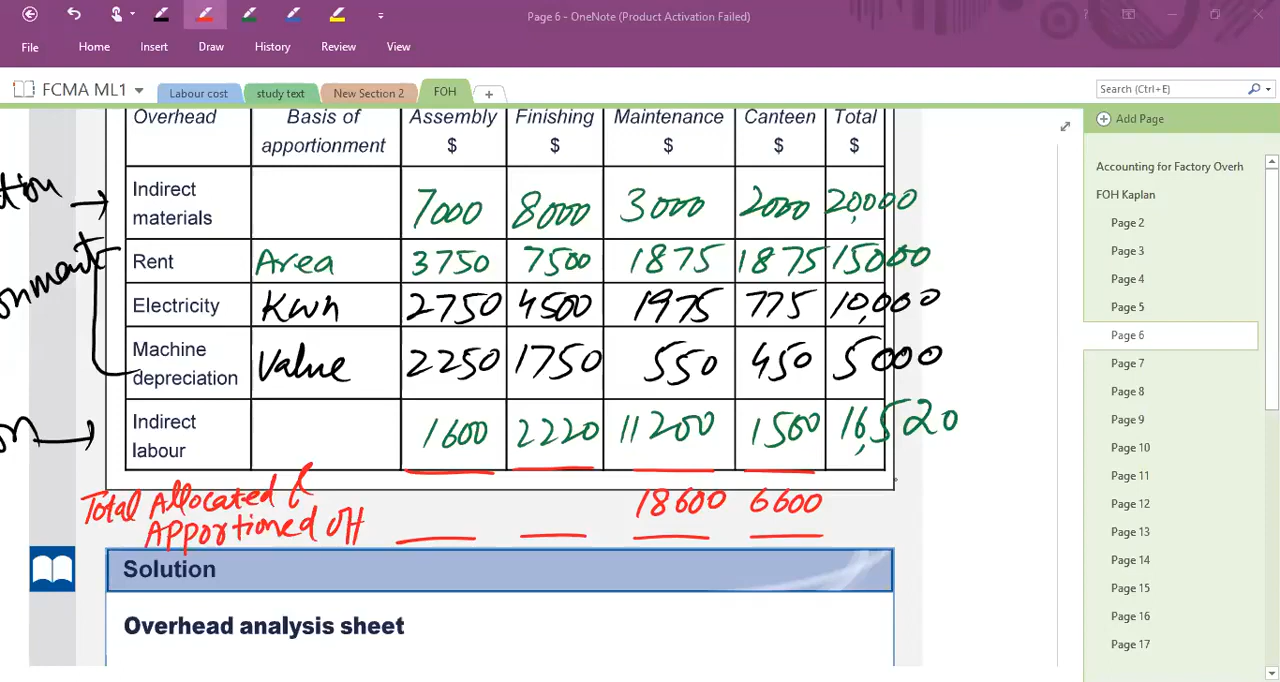 Page 6 - OneNote (Product Activation Failed)
File Home Insert Draw History Review View
FCMA ML1 Labour cost study text New Section 2 FOH
Search (Ctrl+E)
Add Page
Overhead Basis of Assembly Finishing Maintenance Canteen Total
apportionment $ $ $ $ $
Indirect
materials 7000 8000 3000 2000 20,000
Rent Area 3750 7500 1875 1875 15000
Electricity Kwh 2750 4500 1975 775 10,000
Machine
depreciation Value 2250 1750 550 450 5000
Indirect
labour 1600 2220 11200 1500 16,520
Total Allocated &
Apportioned OH 18600 6600
Solution
Overhead analysis sheet
Accounting for Factory Overh
FOH Kaplan
Page 2
Page 3
Page 4
Page 5
Page 6
Page 7
Page 8
Page 9
Page 10
Page 11
Page 12
Page 13
Page 14
Page 15
Page 16
Page 17